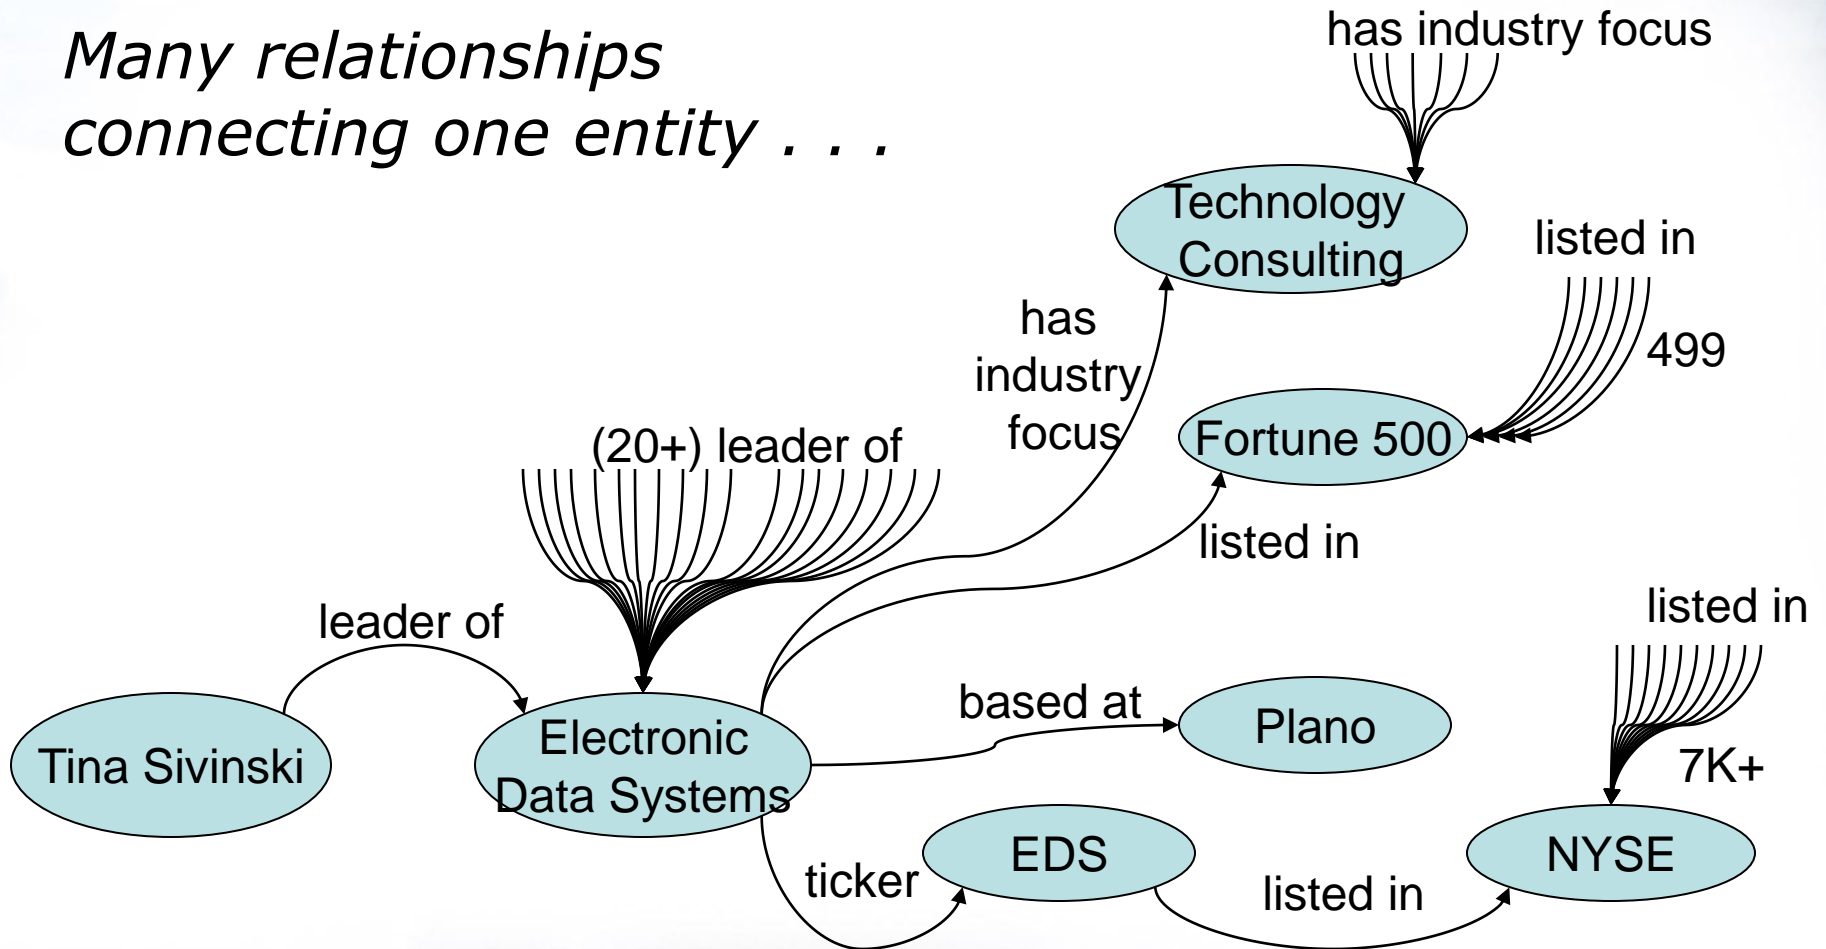 Many relationships
connecting one entity . . .
has industry focus
Technology
Consulting
listed in
499
has
industry
focus
Fortune 500
(20+) leader of
listed in
leader of
listed in
7K+
based at
Plano
Tina Sivinski
Electronic
Data Systems
EDS
NYSE
ticker
listed in